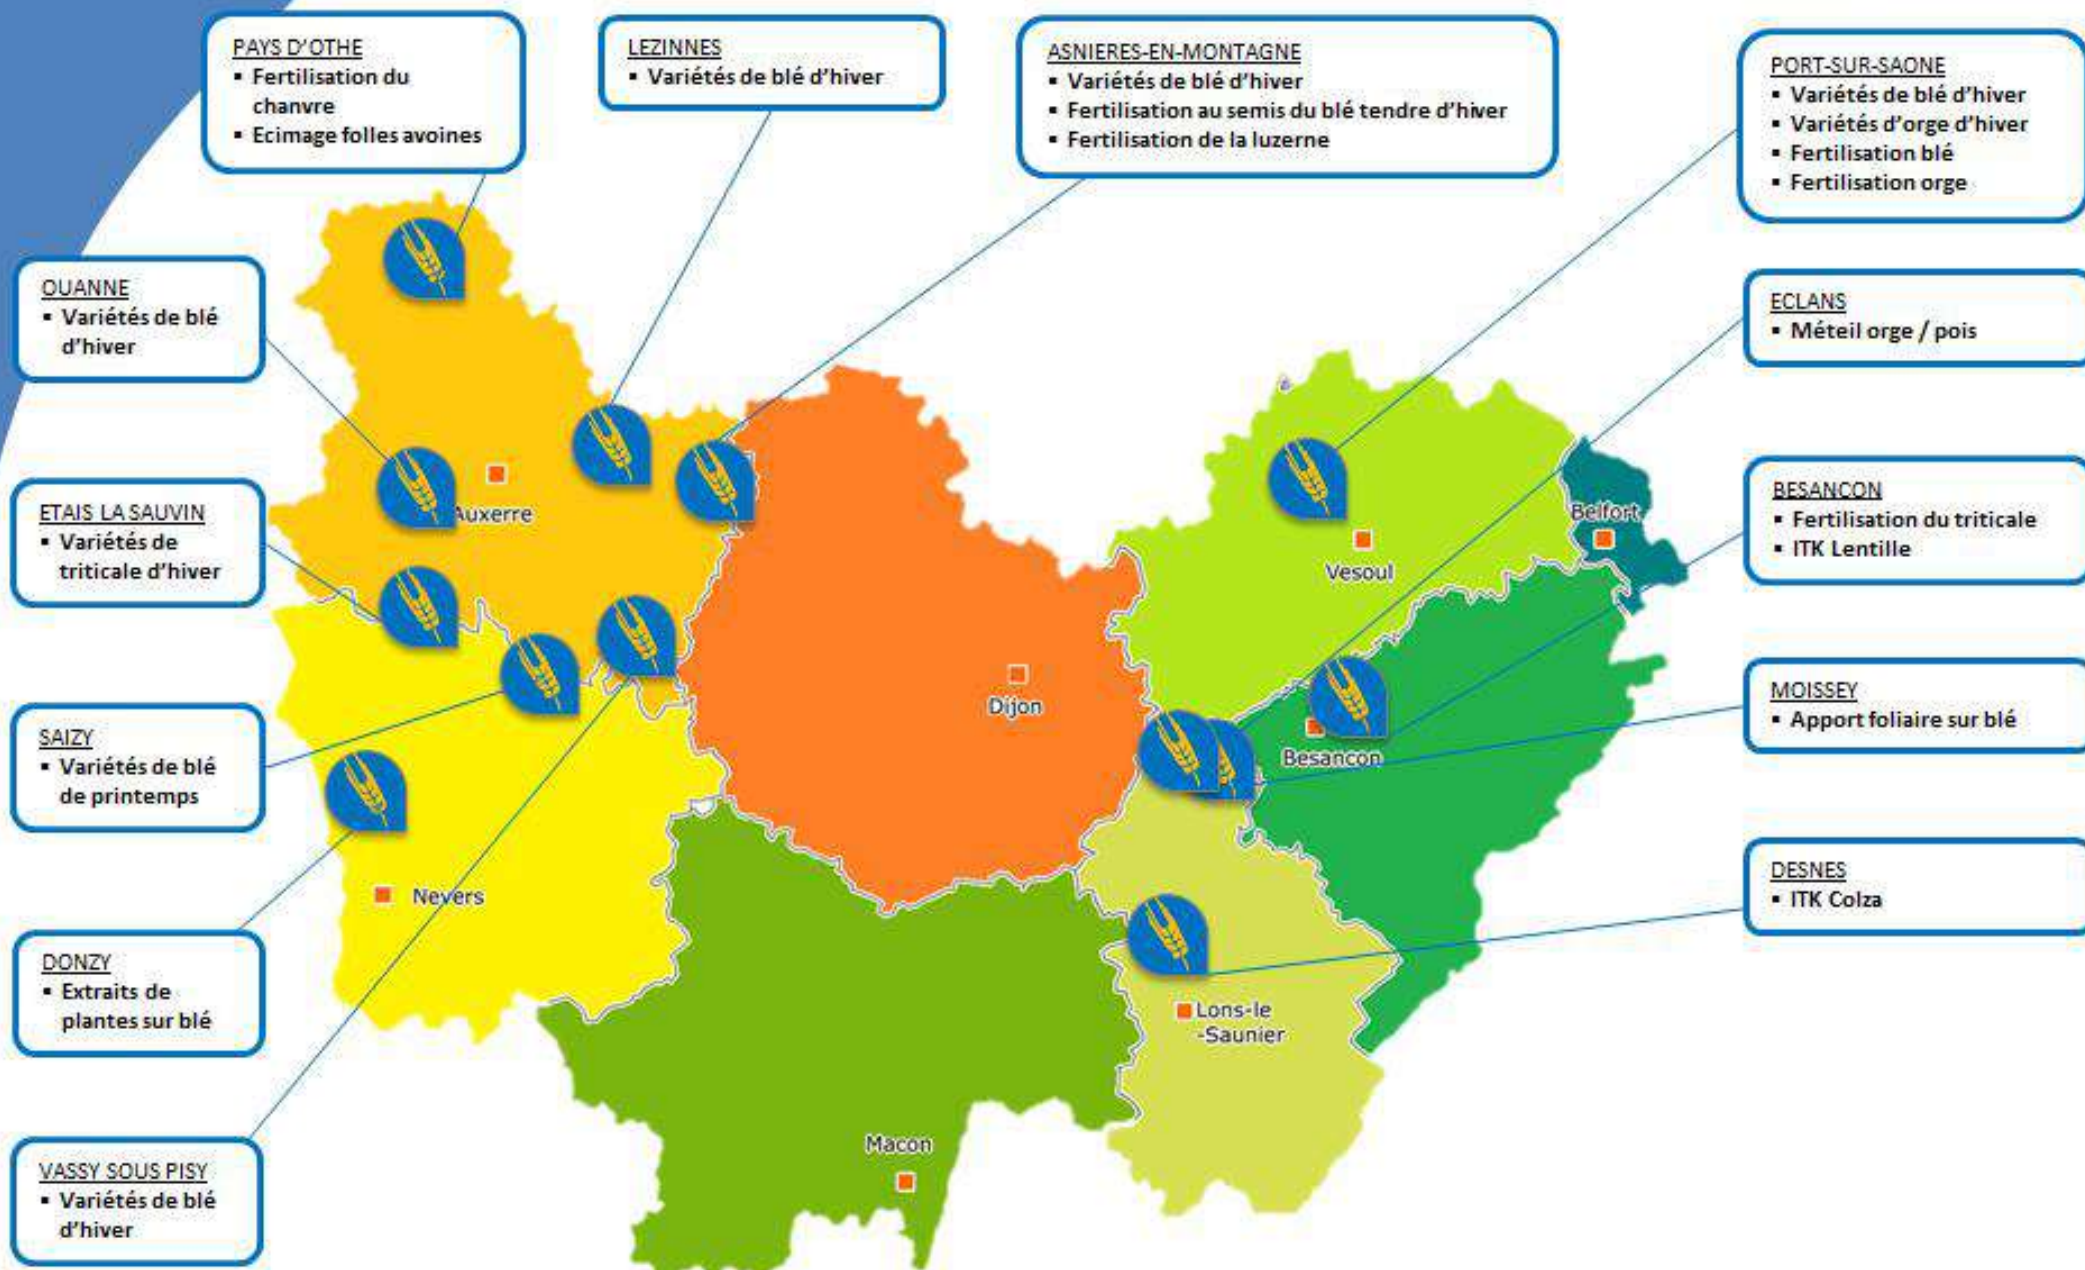 PAYS D'OTHE
▪ Fertilisation du
chanvre
▪ Ecimage folles avoines
LEZINNES
▪ Variétés de blé d'hiver
ASNIERES-EN-MONTAGNE
▪ Variétés de blé d'hiver
▪ Fertilisation au semis du blé tendre d'hiver
▪ Fertilisation de la luzerne
PORT-SUR-SAONE
▪ Variétés de blé d'hiver
▪ Variétés d'orge d'hiver
▪ Fertilisation blé
▪ Fertilisation orge
OUANNE
▪ Variétés de blé
d'hiver
ECLANS
▪ Méteil orge / pois
ETAIS LA SAUVIN
▪ Variétés de
triticale d'hiver
BESANCON
▪ Fertilisation du triticale
▪ ITK Lentille
SAIZY
▪ Variétés de blé
de printemps
MOISSEY
▪ Apport foliaire sur blé
DONZY
▪ Extraits de
plantes sur blé
DESNES
▪ ITK Colza
VASSY SOUS PISY
▪ Variétés de blé
d'hiver
Auxerre
Belfort
Vesoul
Dijon
Besançon
Nevers
Lons-le
-Saunier
Macon